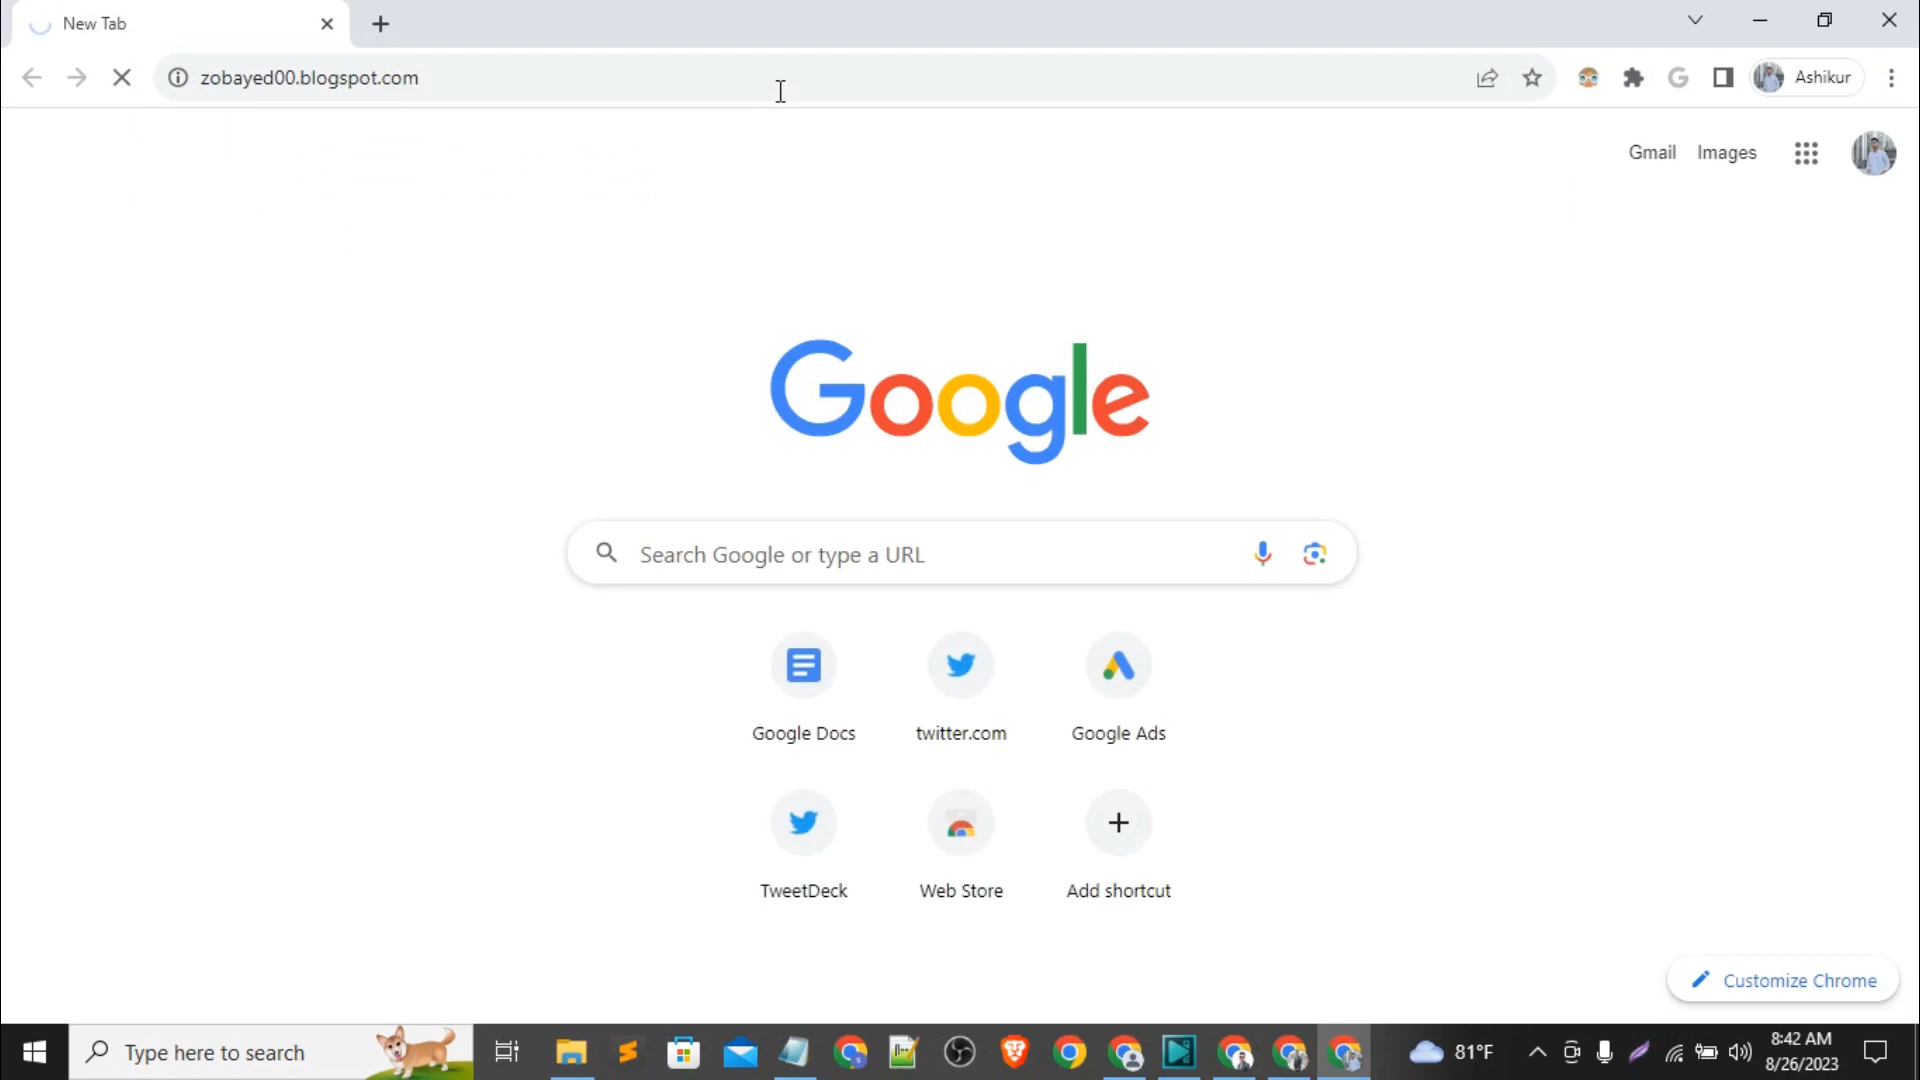 New Tab
zobayed00.blogspot.com
Ashikur
Gmail Images
Google
Search Google or type a URL
Google Docs twitter.com Google Ads
TweetDeck Web Store Add shortcut
Customize Chrome
Type here to search
81°F
8:42 AM
8/26/2023